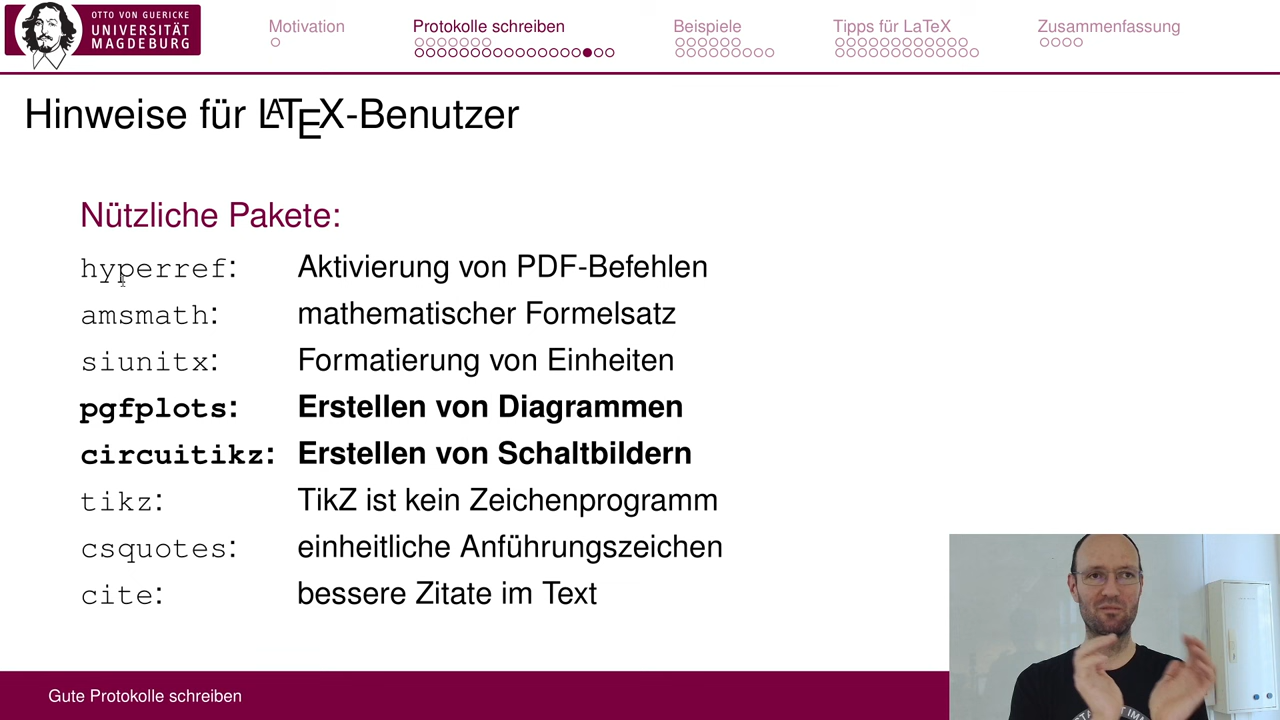 OTTO VON GUERICKE
UNIVERSITÄT
MAGDEBURG
Motivation
Protokolle schreiben
Beispiele
Tipps für LaTeX
Zusammenfassung
Hinweise für LATEX-Benutzer
Nützliche Pakete:
hyperref: Aktivierung von PDF-Befehlen
amsmath: mathematischer Formelsatz
siunitx: Formatierung von Einheiten
pgfplots: Erstellen von Diagrammen
circuitikz: Erstellen von Schaltbildern
tikz: TikZ ist kein Zeichenprogramm
csquotes: einheitliche Anführungszeichen
cite: bessere Zitate im Text
Gute Protokolle schreiben